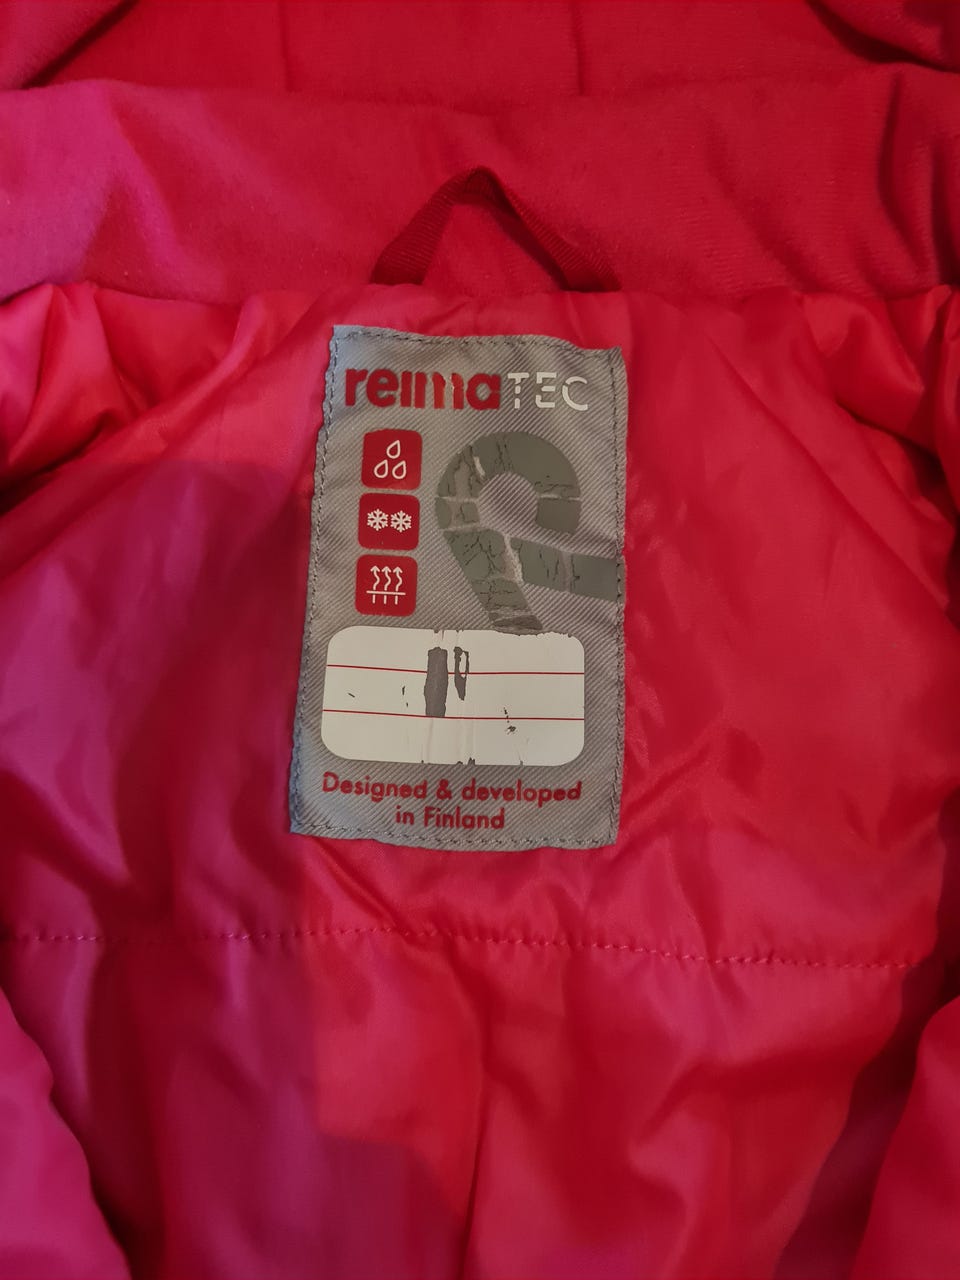 reimaTEC
Designed & developed
in Finland